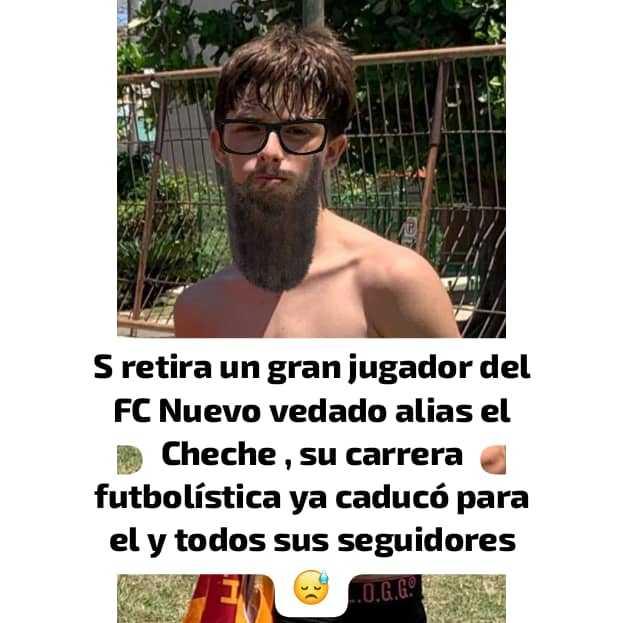 S retira un gran jugador del
FC Nuevo vedado alias el
Cheche , su carrera
futbolística ya caducó para
el y todos sus seguidores
.O.G.G®